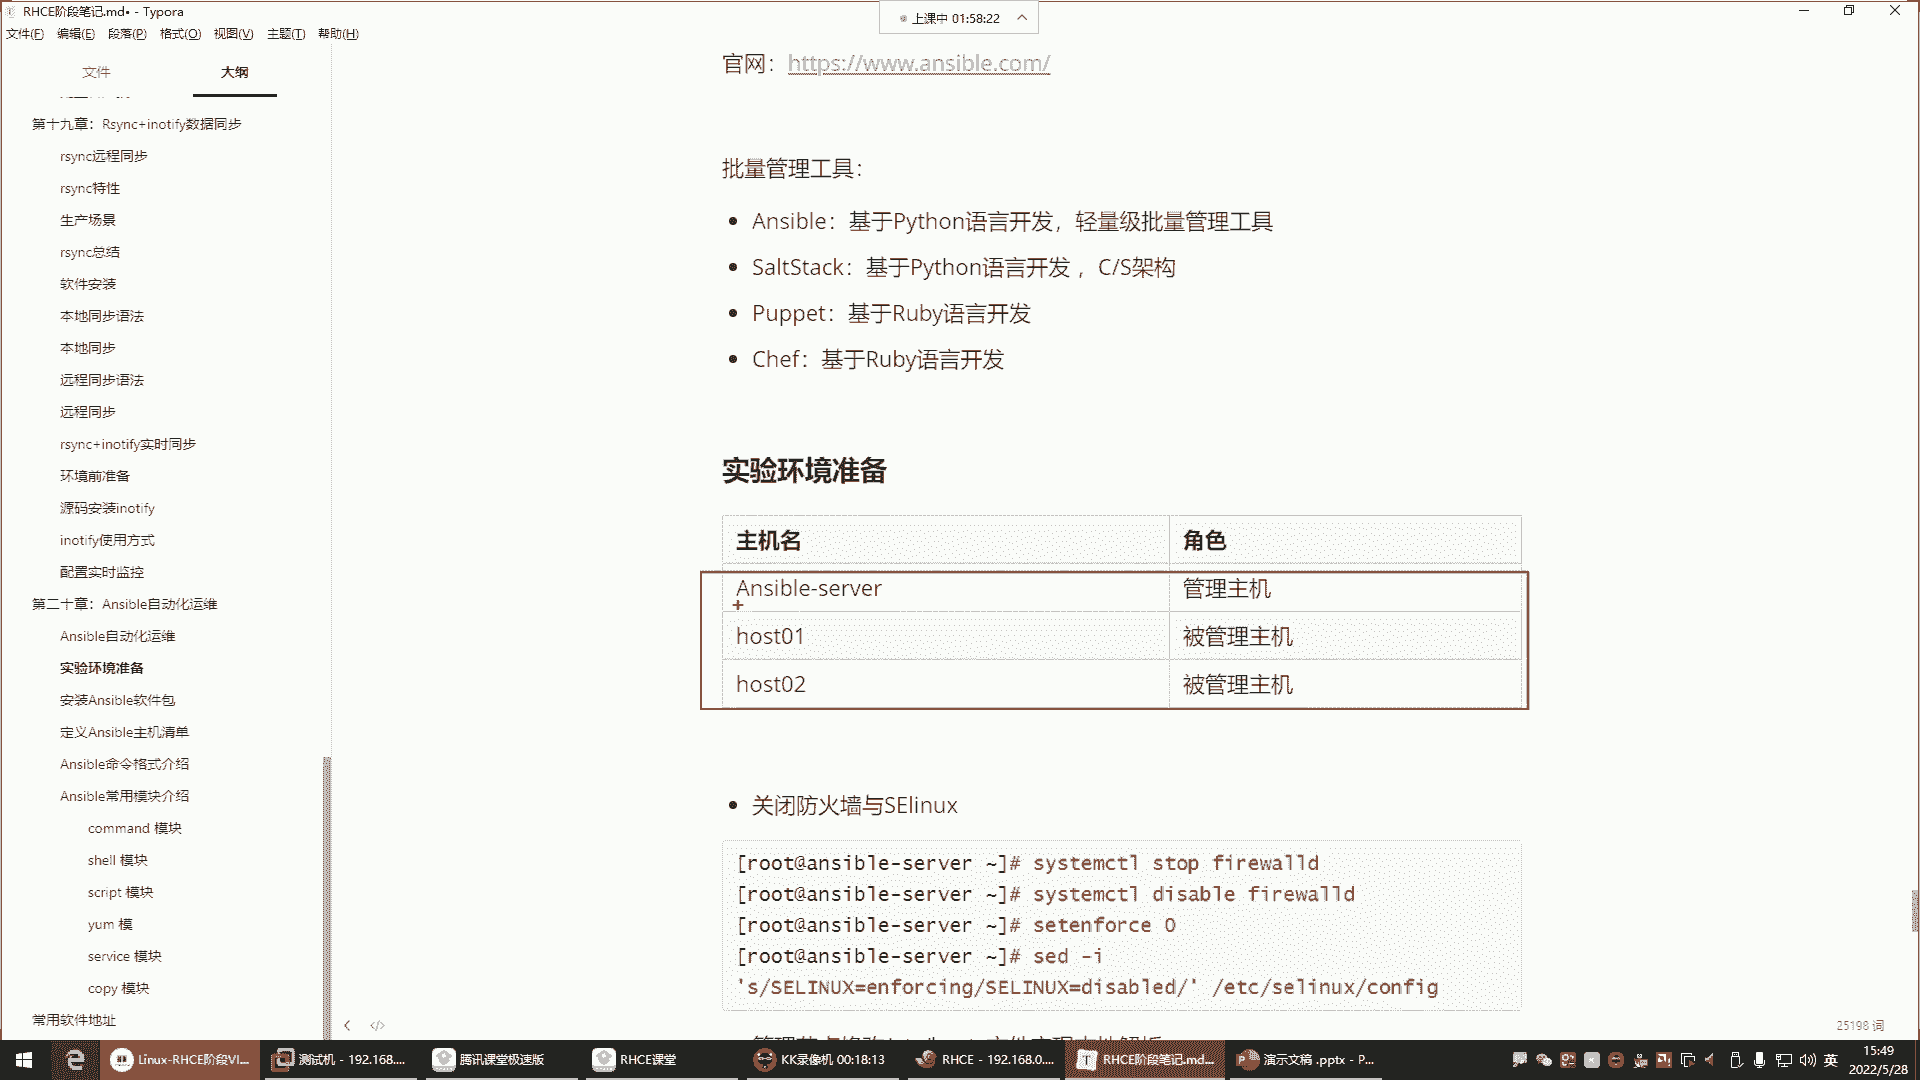 RHCE阶段笔记.md• - Typora
上课中 01:58:22
文件(F) 编辑(E) 段落(P) 格式(O) 视图(V) 主题(T) 帮助(H)
文件 大纲
第十九章：Rsync+inotify数据同步
rsync远程同步
rsync特性
生产场景
rsync总结
软件安装
本地同步语法
本地同步
远程同步语法
远程同步
rsync+inotify实时同步
环境前准备
源码安装inotify
inotify使用方式
配置实时监控
第二十章：Ansible自动化运维
Ansible自动化运维
实验环境准备
安装Ansible软件包
定义Ansible主机清单
Ansible命令格式介绍
Ansible常用模块介绍
command 模块
shell 模块
script 模块
yum 模
service 模块
copy 模块
常用软件地址
官网：https://www.ansible.com/
批量管理工具：
• Ansible：基于Python语言开发，轻量级批量管理工具
• SaltStack：基于Python语言开发 ，C/S架构
• Puppet：基于Ruby语言开发
• Chef：基于Ruby语言开发
实验环境准备
主机名 角色
Ansible-server 管理主机
host01 被管理主机
host02 被管理主机
• 关闭防火墙与SElinux
[root@ansible-server ~]# systemctl stop firewalld
[root@ansible-server ~]# systemctl disable firewalld
[root@ansible-server ~]# setenforce 0
[root@ansible-server ~]# sed -i
's/SELINUX=enforcing/SELINUX=disabled/' /etc/selinux/config
25198 词
Linux-RHCE阶段VI... 测试机 - 192.168.... 腾讯课堂极速版 RHCE课堂 KK录像机 00:18:13 RHCE - 192.168.0.... RHCE阶段笔记.md... 演示文稿 .pptx - P... 英 15:49
2022/5/28